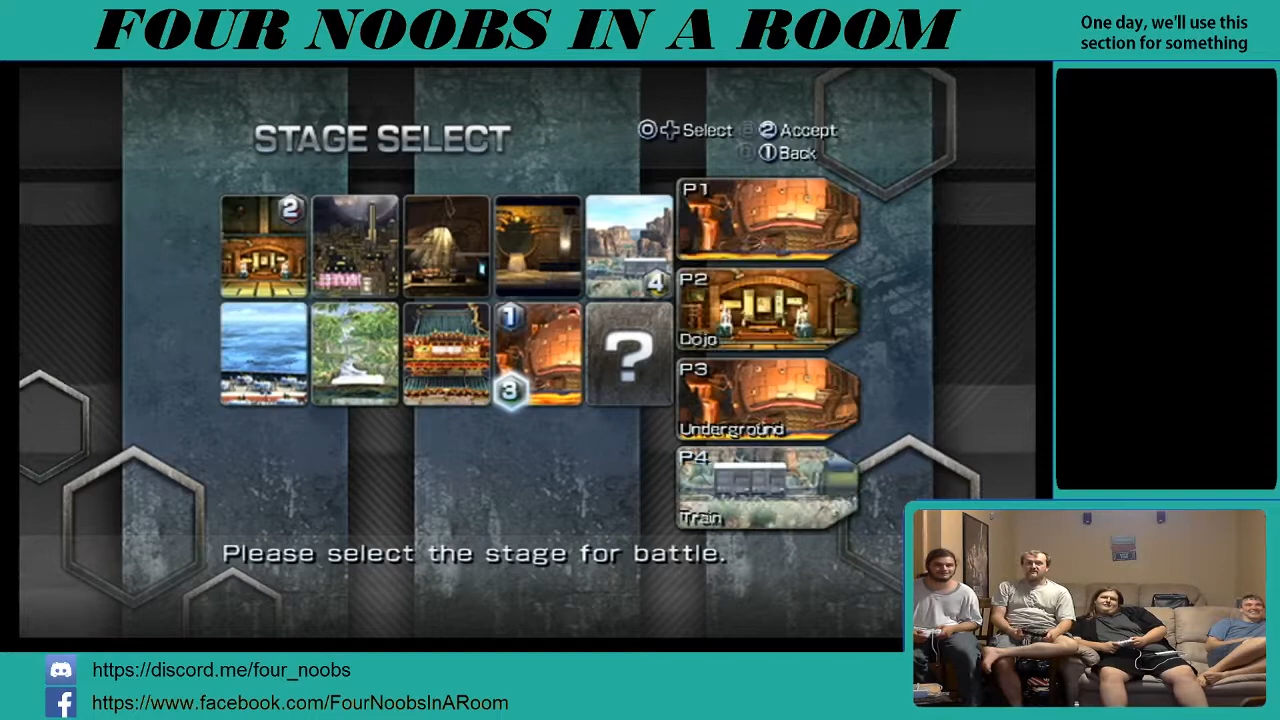 FOUR NOOBS IN A ROOM
One day, we'll use this
section for something
STAGE SELECT
Select
2 Accept
1 Back
2
4
1
3
?
P1
P2
Dojo
P3
Underground
P4
Train
Please select the stage for battle.
https://discord.me/four_noobs
https://www.facebook.com/FourNoobsInARoom